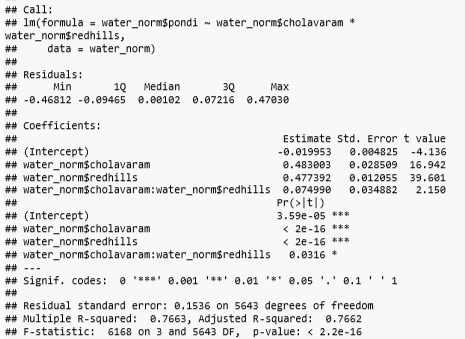 ## Call:
## lm(formula = water_norm$pondi ~ water_norm$cholavaram *
water_norm$redhills,
##     data = water_norm)
##
## Residuals:
##      Min       1Q   Median       3Q      Max
## -0.46812 -0.09465  0.00102  0.07216  0.47030
##
## Coefficients:
##                                            Estimate Std. Error t value
## (Intercept)                               -0.019953   0.004825  -4.136
## water_norm$cholavaram                      0.483003   0.028509  16.942
## water_norm$redhills                        0.477392   0.012055  39.601
## water_norm$cholavaram:water_norm$redhills  0.074990   0.034882   2.150
##                                           Pr(>|t|)
## (Intercept)                               3.59e-05 ***
## water_norm$cholavaram                      < 2e-16 ***
## water_norm$redhills                        < 2e-16 ***
## water_norm$cholavaram:water_norm$redhills   0.0316 *
## ---
## Signif. codes:  0 '***' 0.001 '**' 0.01 '*' 0.05 '.' 0.1 ' ' 1
##
## Residual standard error: 0.1536 on 5643 degrees of freedom
## Multiple R-squared:  0.7663, Adjusted R-squared:  0.7662
## F-statistic:  6168 on 3 and 5643 DF,  p-value: < 2.2e-16